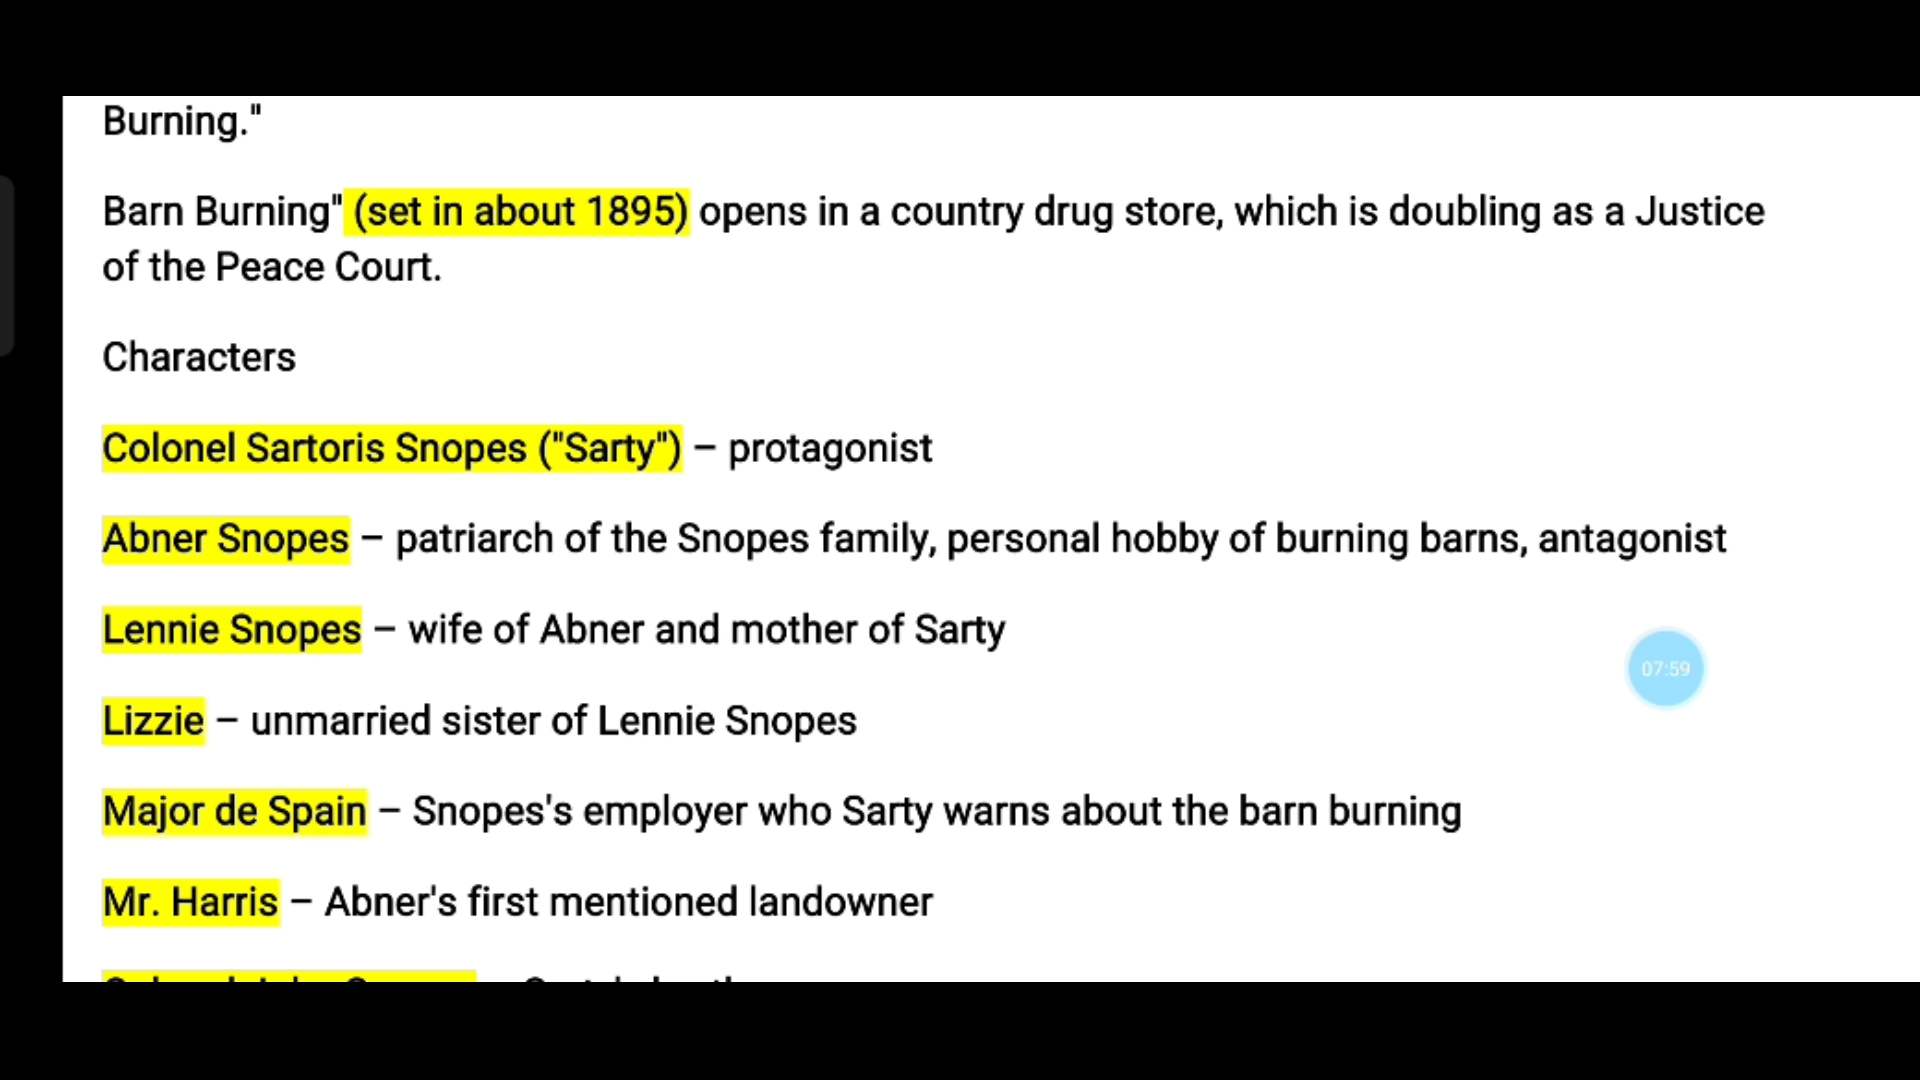 Burning."
Barn Burning" (set in about 1895) opens in a country drug store, which is doubling as a Justice
of the Peace Court.
Characters
Colonel Sartoris Snopes ("Sarty") – protagonist
Abner Snopes – patriarch of the Snopes family, personal hobby of burning barns, antagonist
Lennie Snopes – wife of Abner and mother of Sarty
07:59
Lizzie – unmarried sister of Lennie Snopes
Major de Spain – Snopes's employer who Sarty warns about the barn burning
Mr. Harris – Abner's first mentioned landowner